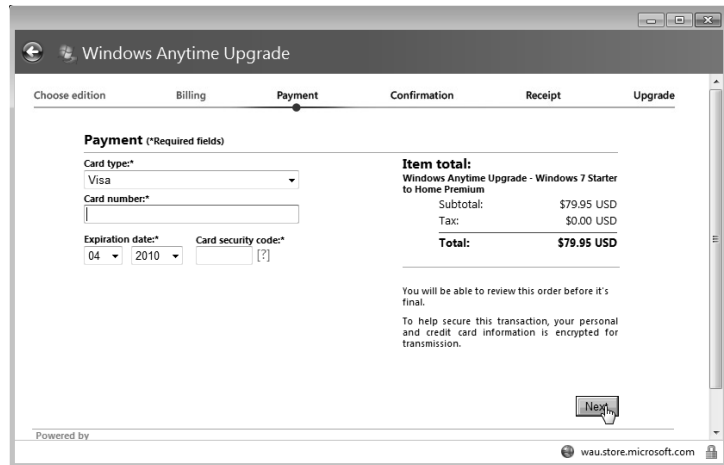 Windows Anytime Upgrade
Choose edition Billing Payment Confirmation Receipt Upgrade
Payment (*Required fields)
Card type:*
Visa
Card number:*
Expiration date:* Card security code:*
04 2010 [?]
Item total:
Windows Anytime Upgrade - Windows 7 Starter
to Home Premium
Subtotal: $79.95 USD
Tax: $0.00 USD
Total: $79.95 USD
You will be able to review this order before it's
final.
To help secure this transaction, your personal
and credit card information is encrypted for
transmission.
Next
Powered by
wau.store.microsoft.com